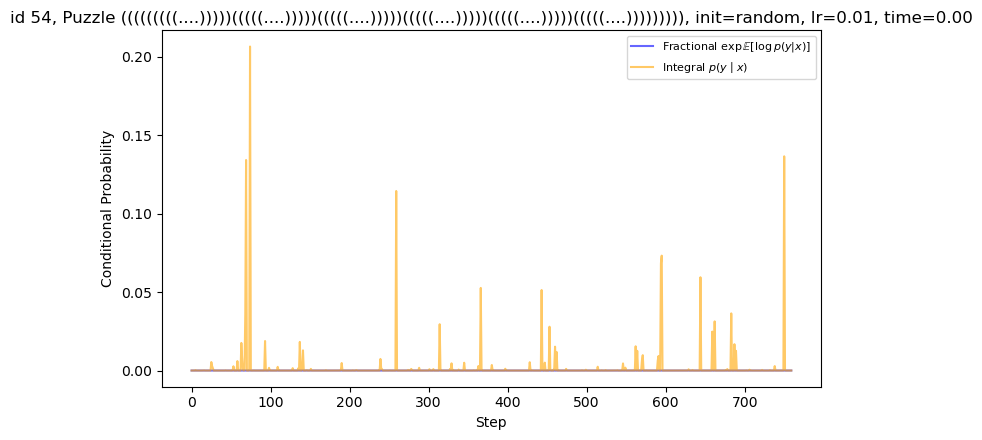 id 54, Puzzle (((((((((....)))))(((((....)))))(((((....)))))(((((....)))))(((((....)))))(((((....))))))))), init=random, lr=0.01, time=0.00
Fractional exp𝔼[log p(y|x)]
Integral p(y | x)
Conditional Probability
0.20
0.15
0.10
0.05
0.00
0 100 200 300 400 500 600 700
Step